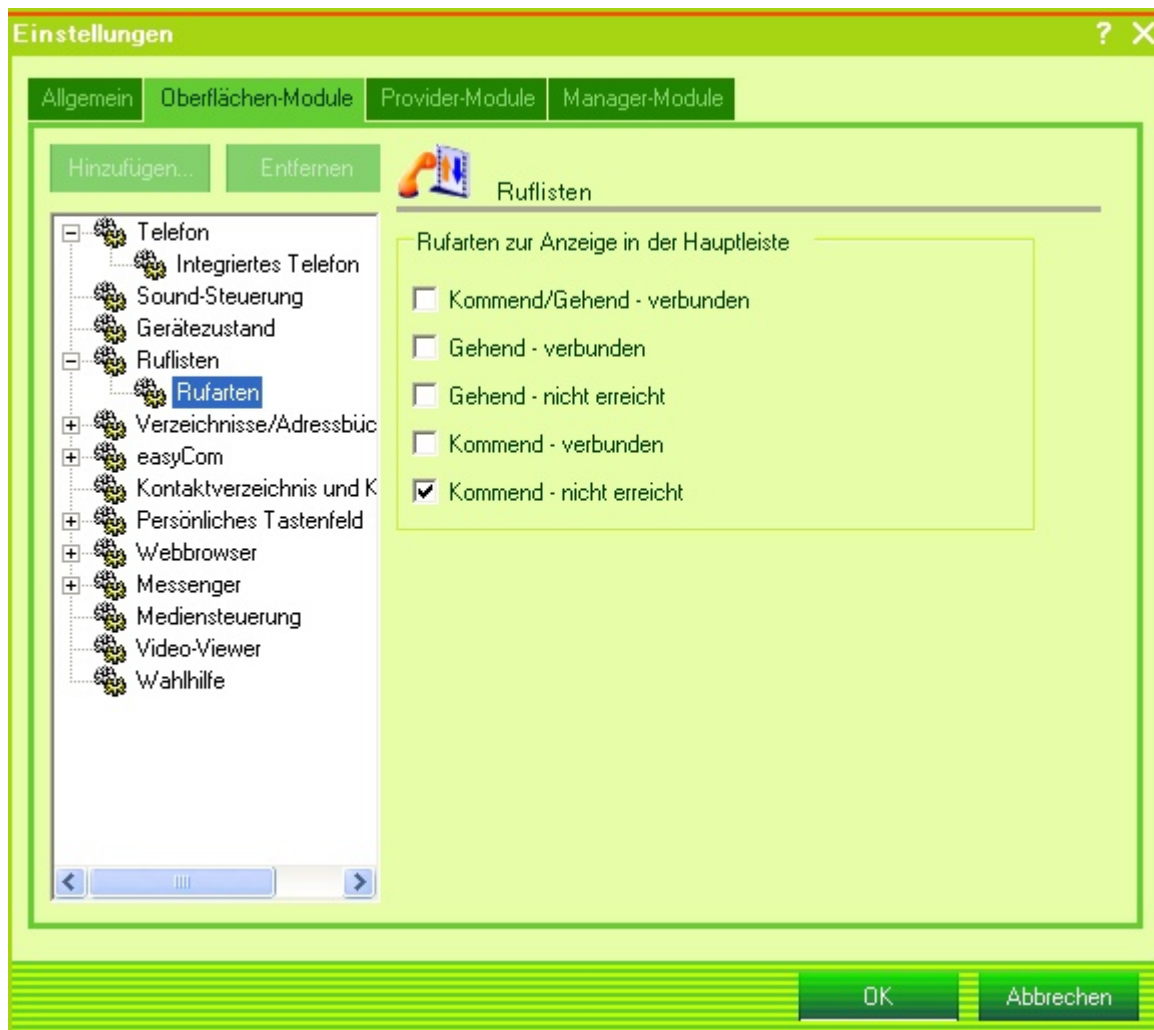 Einstellungen
Allgemein Oberflächen-Module Provider-Module Manager-Module
Hinzufügen... Entfernen
Telefon
Integriertes Telefon
Sound-Steuerung
Gerätezustand
Ruflisten
Rufarten
Verzeichnisse/Adressbüc
easyCom
Kontaktverzeichnis und K
Persönliches Tastenfeld
Webbrowser
Messenger
Mediensteuerung
Video-Viewer
Wahlhilfe
Ruflisten
Rufarten zur Anzeige in der Hauptleiste
Kommend/Gehend - verbunden
Gehend - verbunden
Gehend - nicht erreicht
Kommend - verbunden
Kommend - nicht erreicht
OK Abbrechen